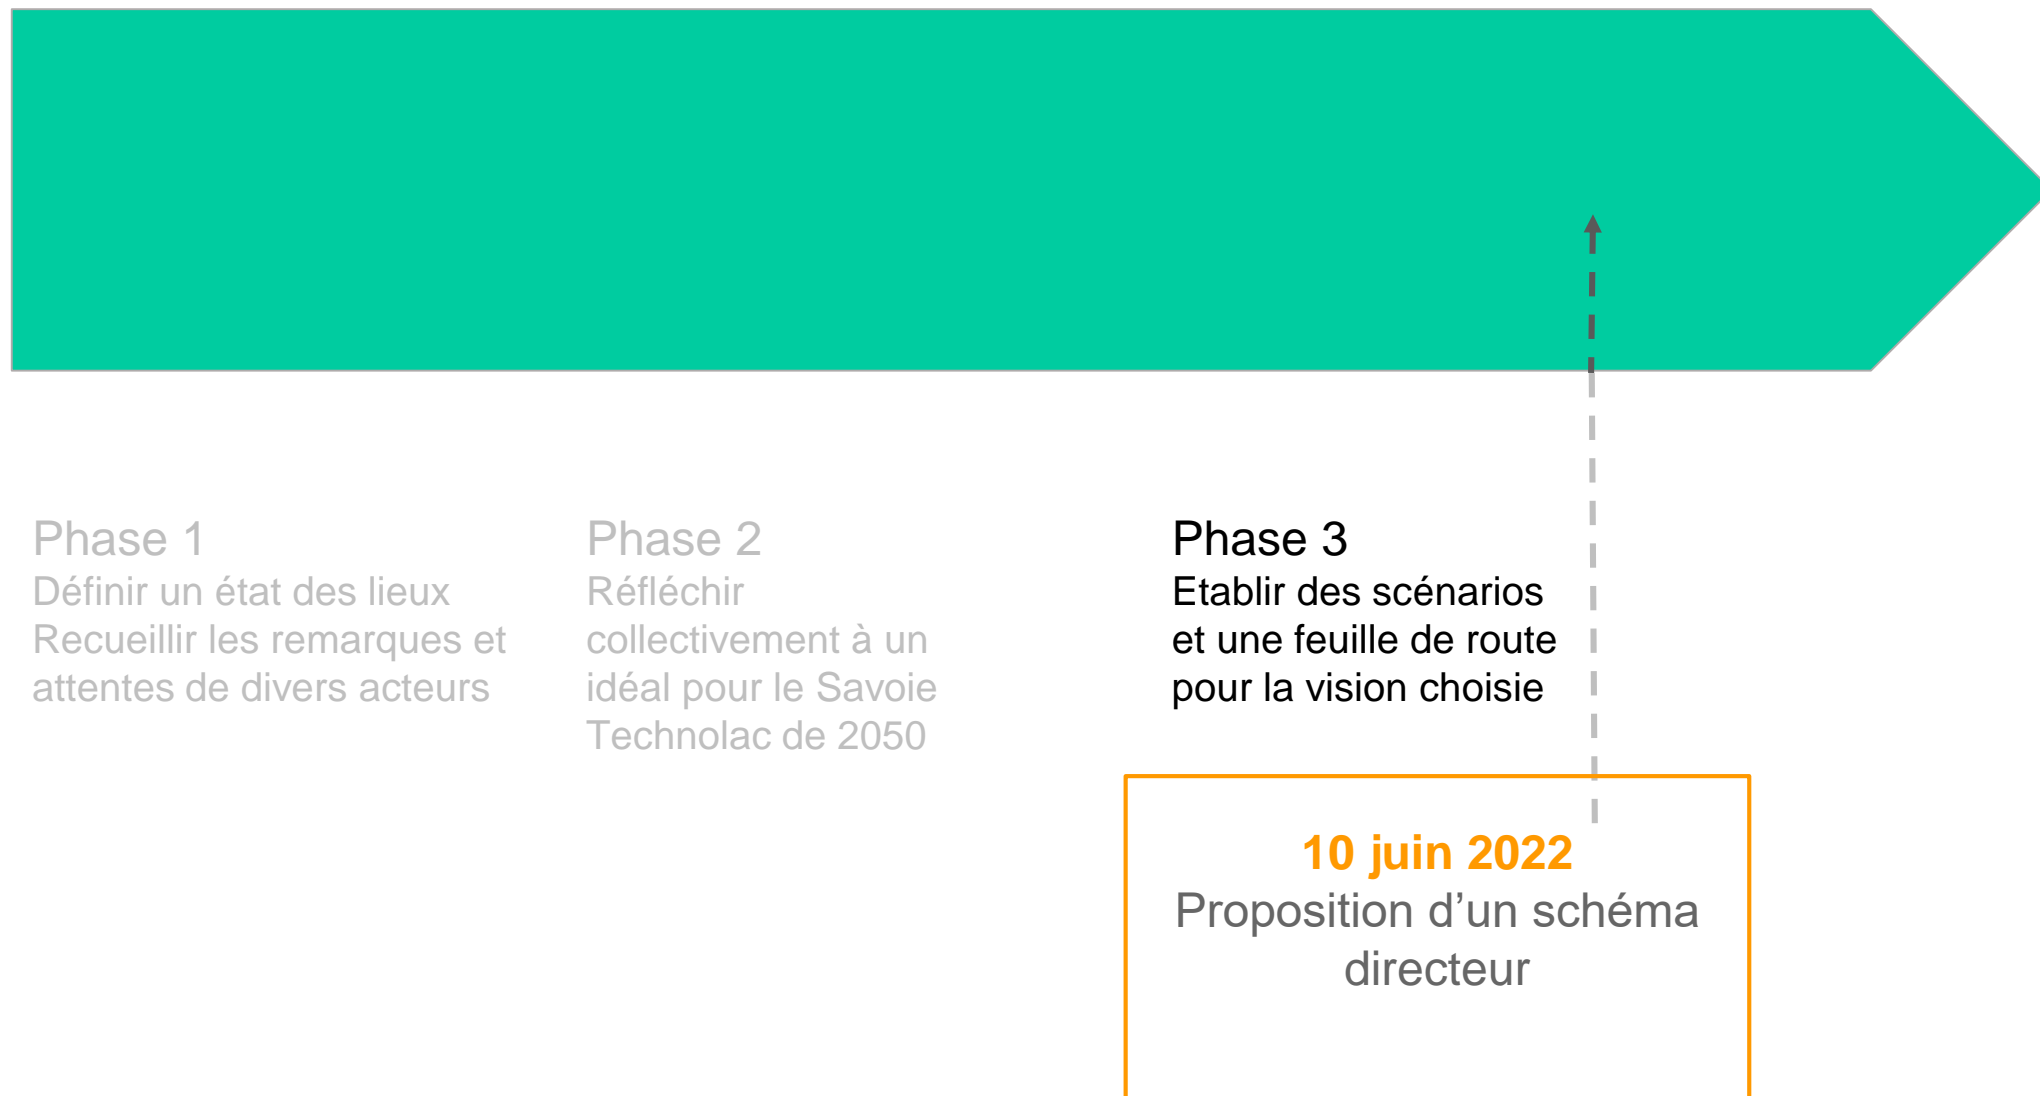 Phase 1
Définir un état des lieux
Recueillir les remarques et
attentes de divers acteurs
Phase 2
Réfléchir
collectivement à un
idéal pour le Savoie
Technolac de 2050
Phase 3
Etablir des scénarios
et une feuille de route
pour la vision choisie
10 juin 2022
Proposition d’un schéma
directeur